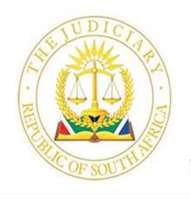 THE JUDICIARY
REPUBLIC OF SOUTH AFRICA